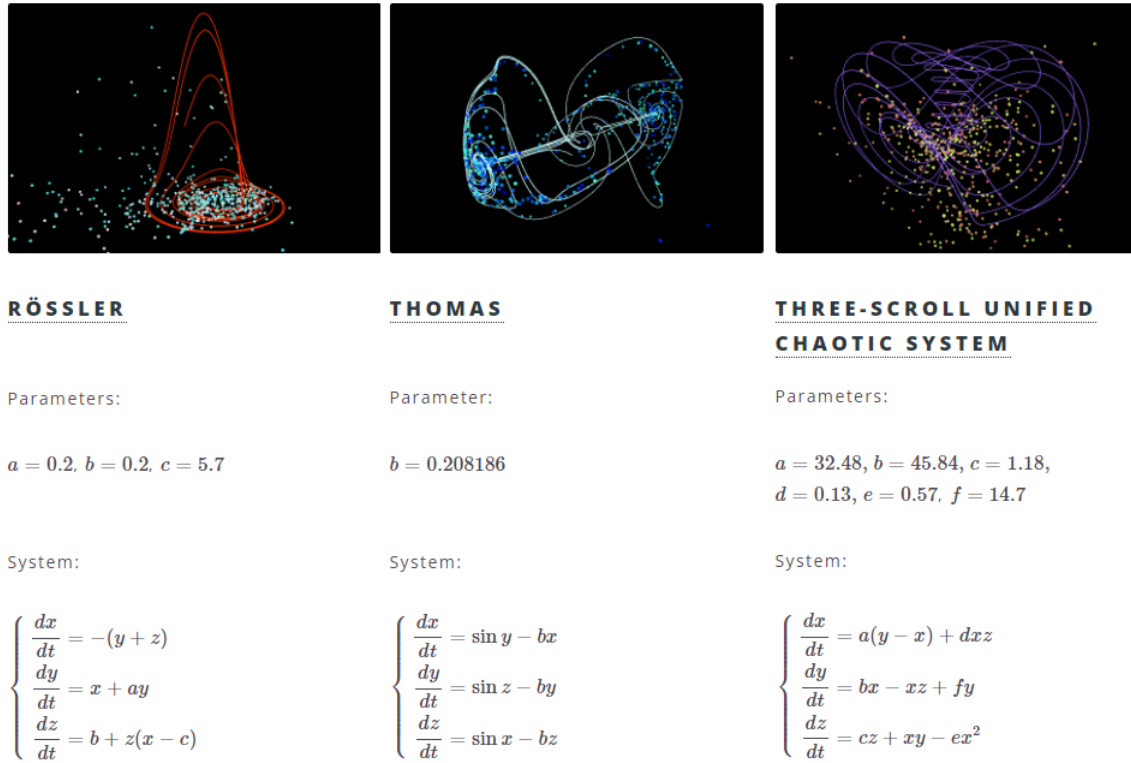 RÖSSLER
Parameters:
a = 0.2, b = 0.2, c = 5.7
System:
dx/dt = −(y + z)
dy/dt = x + ay
dz/dt = b + z(x − c)
THOMAS
Parameter:
b = 0.208186
System:
dx/dt = sin y − bx
dy/dt = sin z − by
dz/dt = sin x − bz
THREE-SCROLL UNIFIED
CHAOTIC SYSTEM
Parameters:
a = 32.48, b = 45.84, c = 1.18,
d = 0.13, e = 0.57, f = 14.7
System:
dx/dt = a(y − x) + dxz
dy/dt = bx − xz + fy
dz/dt = cz + xy − ex²